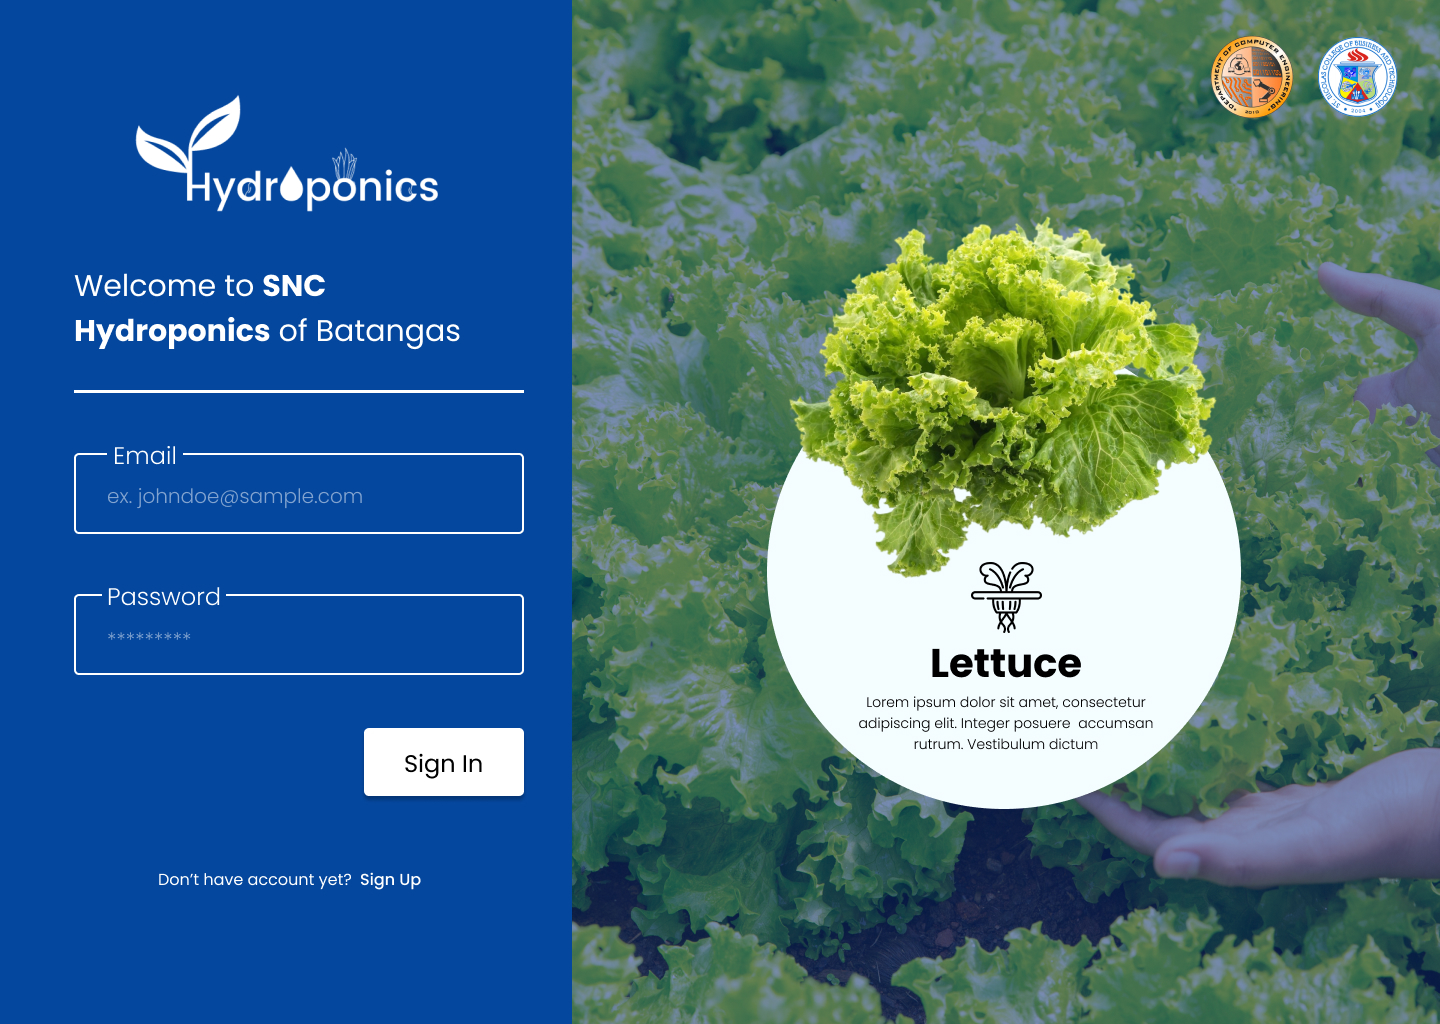 Hydroponics
Welcome to SNC
Hydroponics of Batangas
Email
ex. johndoe@sample.com
Password
*********
Sign In
Don’t have account yet? Sign Up
DEPARTMENT OF COMPUTER ENGINEERING
2010
ST. NICOLAS COLLEGE OF BUSINESS AND TECHNOLOGY
2004
Lettuce
Lorem ipsum dolor sit amet, consectetur
adipiscing elit. Integer posuere  accumsan
rutrum. Vestibulum dictum